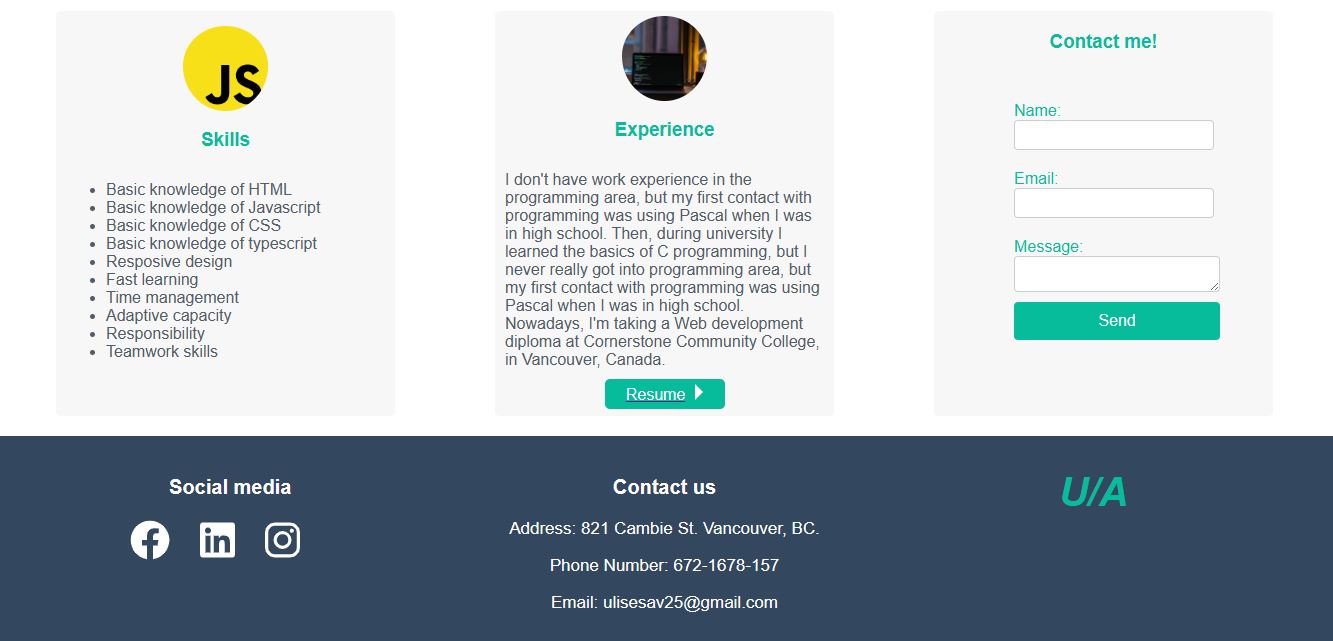 JS
Skills
Basic knowledge of HTML
Basic knowledge of Javascript
Basic knowledge of CSS
Basic knowledge of typescript
Resposive design
Fast learning
Time management
Adaptive capacity
Responsibility
Teamwork skills
Experience
I don't have work experience in the
programming area, but my first contact with
programming was using Pascal when I was
in high school. Then, during university I
learned the basics of C programming, but I
never really got into programming area, but
my first contact with programming was using
Pascal when I was in high school.
Nowadays, I'm taking a Web development
diploma at Cornerstone Community College,
in Vancouver, Canada.
Resume
Contact me!
Name:
Email:
Message:
Send
Social media
in
Contact us
Address: 821 Cambie St. Vancouver, BC.
Phone Number: 672-1678-157
Email: ulisesav25@gmail.com
U/A